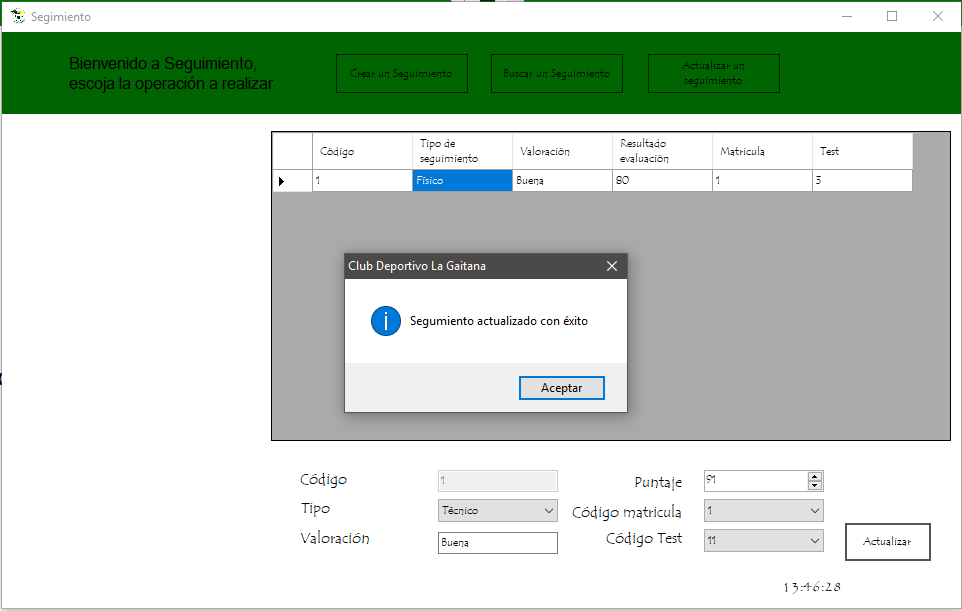 Segimiento
Bienvenido a Seguimiento,
escoja la operación a realizar
Crear un Seguimiento
Buscar un Seguimiento
Actualizar un
seguimiento
Código
Tipo de
seguimiento
Valoración
Resultado
evaluación
Matricula
Test
1
Físico
Buena
80
1
3
Club Deportivo La Gaitana
Segumiento actualizado con éxito
Aceptar
Código
1
Puntaje
91
Tipo
Técnico
Código matricula
1
Valoración
Buena
Código Test
11
Actualizar
13:46:28